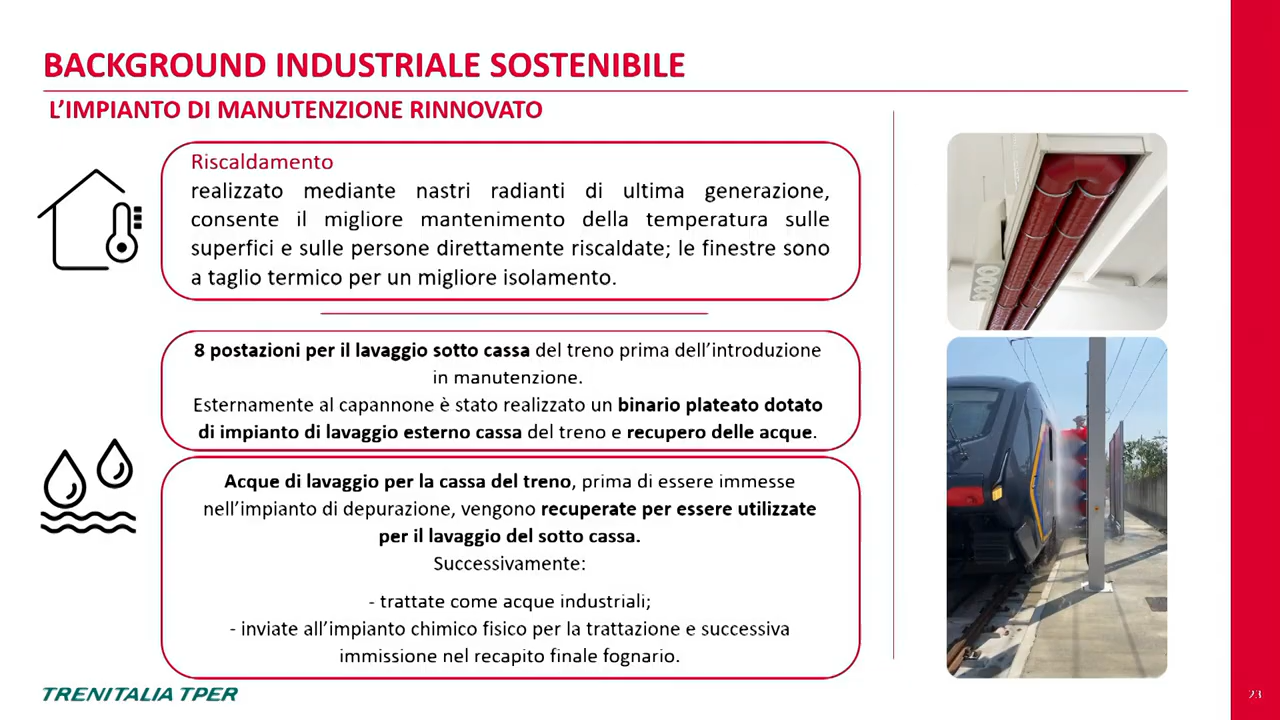 BACKGROUND INDUSTRIALE SOSTENIBILE
L’IMPIANTO DI MANUTENZIONE RINNOVATO
Riscaldamento
realizzato mediante nastri radianti di ultima generazione,
consente il migliore mantenimento della temperatura sulle
superfici e sulle persone direttamente riscaldate; le finestre sono
a taglio termico per un migliore isolamento.
8 postazioni per il lavaggio sotto cassa del treno prima dell’introduzione
in manutenzione.
Esternamente al capannone è stato realizzato un binario plateato dotato
di impianto di lavaggio esterno cassa del treno e recupero delle acque.
Acque di lavaggio per la cassa del treno, prima di essere immesse
nell’impianto di depurazione, vengono recuperate per essere utilizzate
per il lavaggio del sotto cassa.
Successivamente:
- trattate come acque industriali;
- inviate all’impianto chimico fisico per la trattazione e successiva
immissione nel recapito finale fognario.
TRENITALIA TPER
23